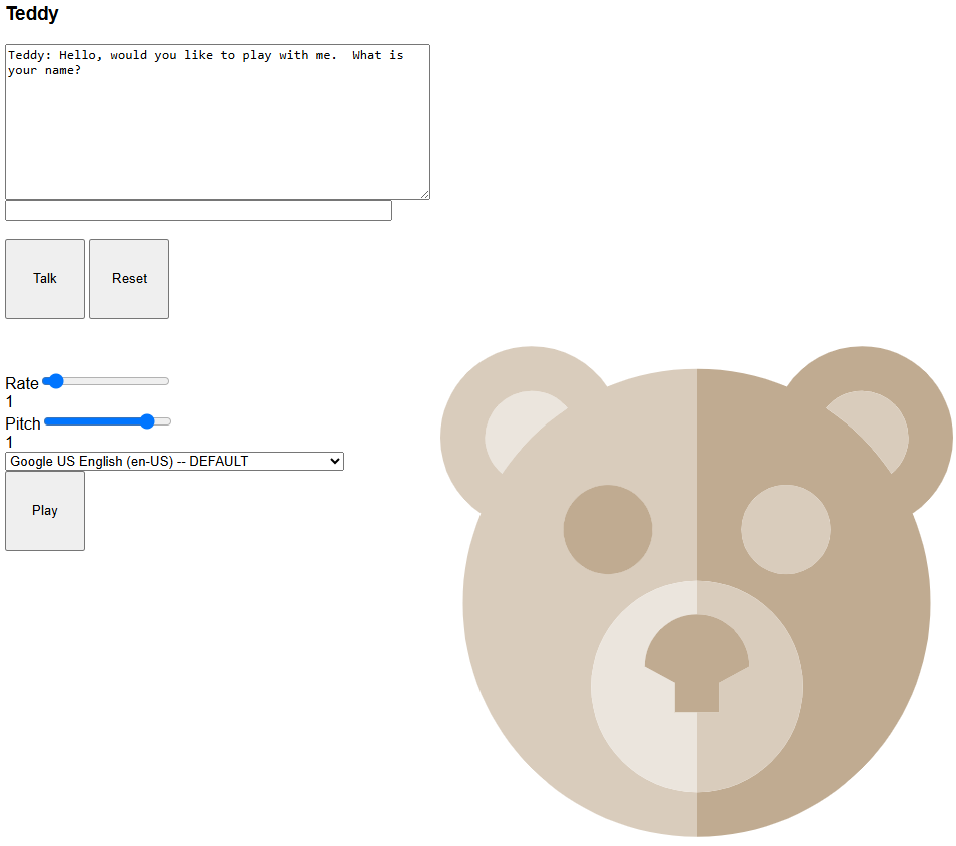 Teddy
Teddy: Hello, would you like to play with me.  What is
your name?
Talk
Reset
Rate
1
Pitch
1
Google US English (en-US) -- DEFAULT
Play